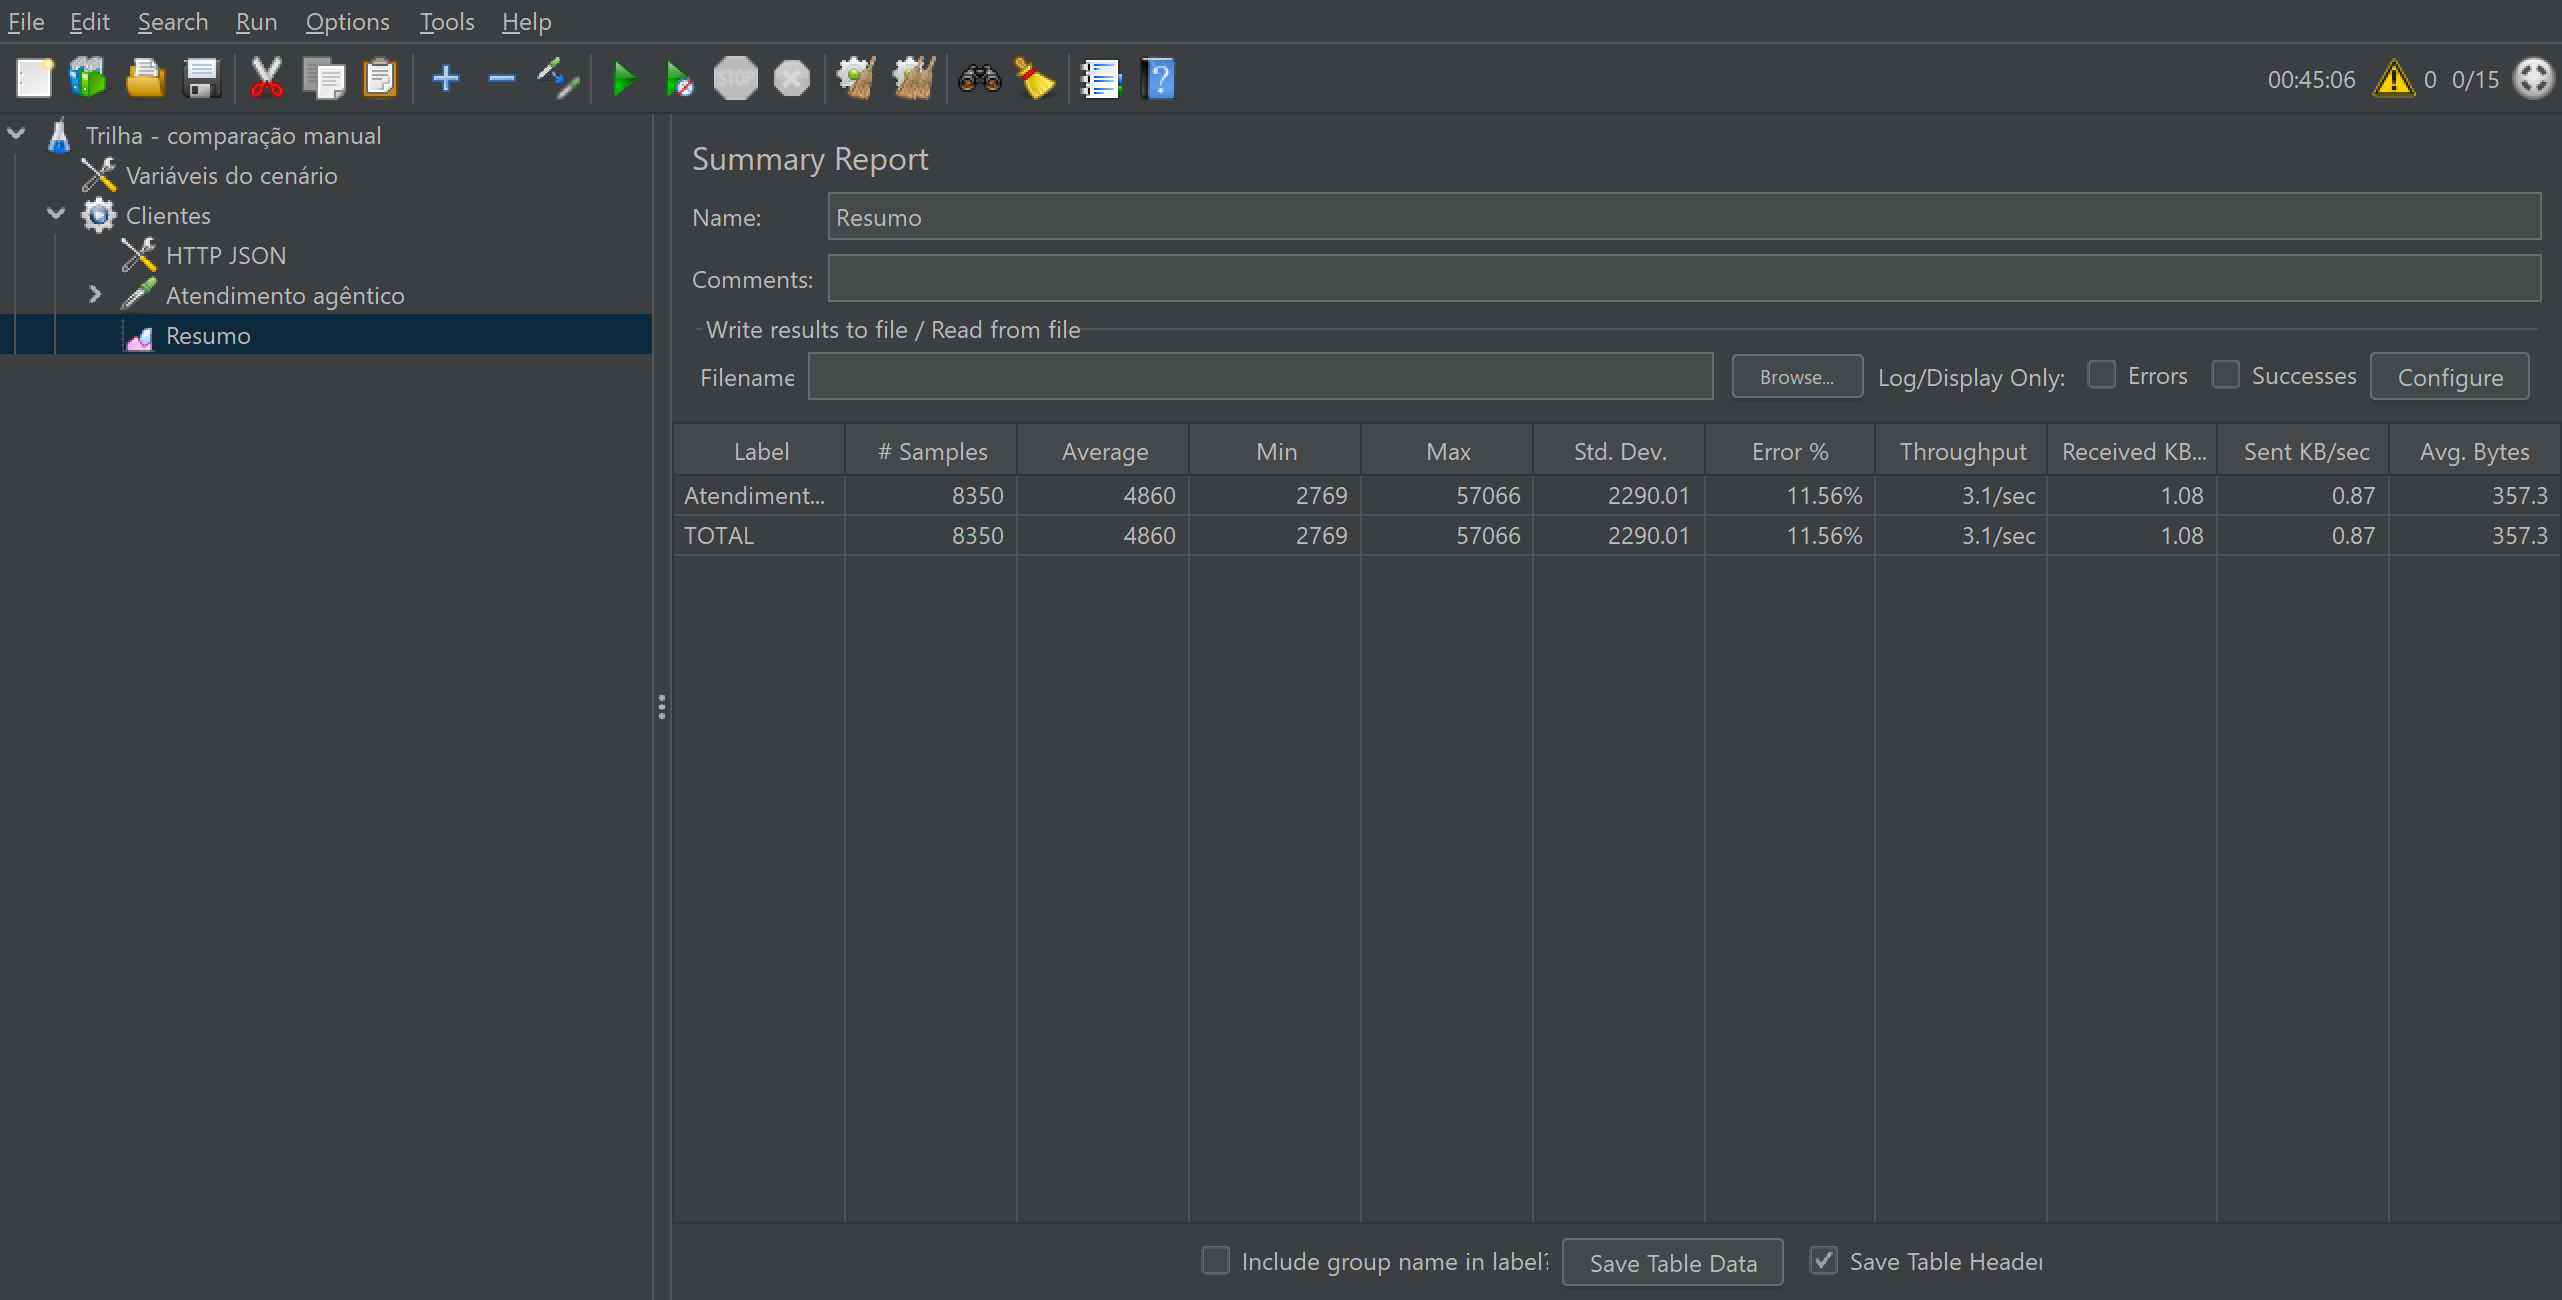 File Edit Search Run Options Tools Help
STOP
00:45:06 0 0/15
Trilha - comparação manual
Variáveis do cenário
Clientes
HTTP JSON
Atendimento agêntico
Resumo
Summary Report
Name: Resumo
Comments:
Write results to file / Read from file
Filename Browse... Log/Display Only: Errors Successes Configure
Label # Samples Average Min Max Std. Dev. Error % Throughput Received KB... Sent KB/sec Avg. Bytes
Atendiment... 8350 4860 2769 57066 2290.01 11.56% 3.1/sec 1.08 0.87 357.3
TOTAL 8350 4860 2769 57066 2290.01 11.56% 3.1/sec 1.08 0.87 357.3
Include group name in label? Save Table Data Save Table Header